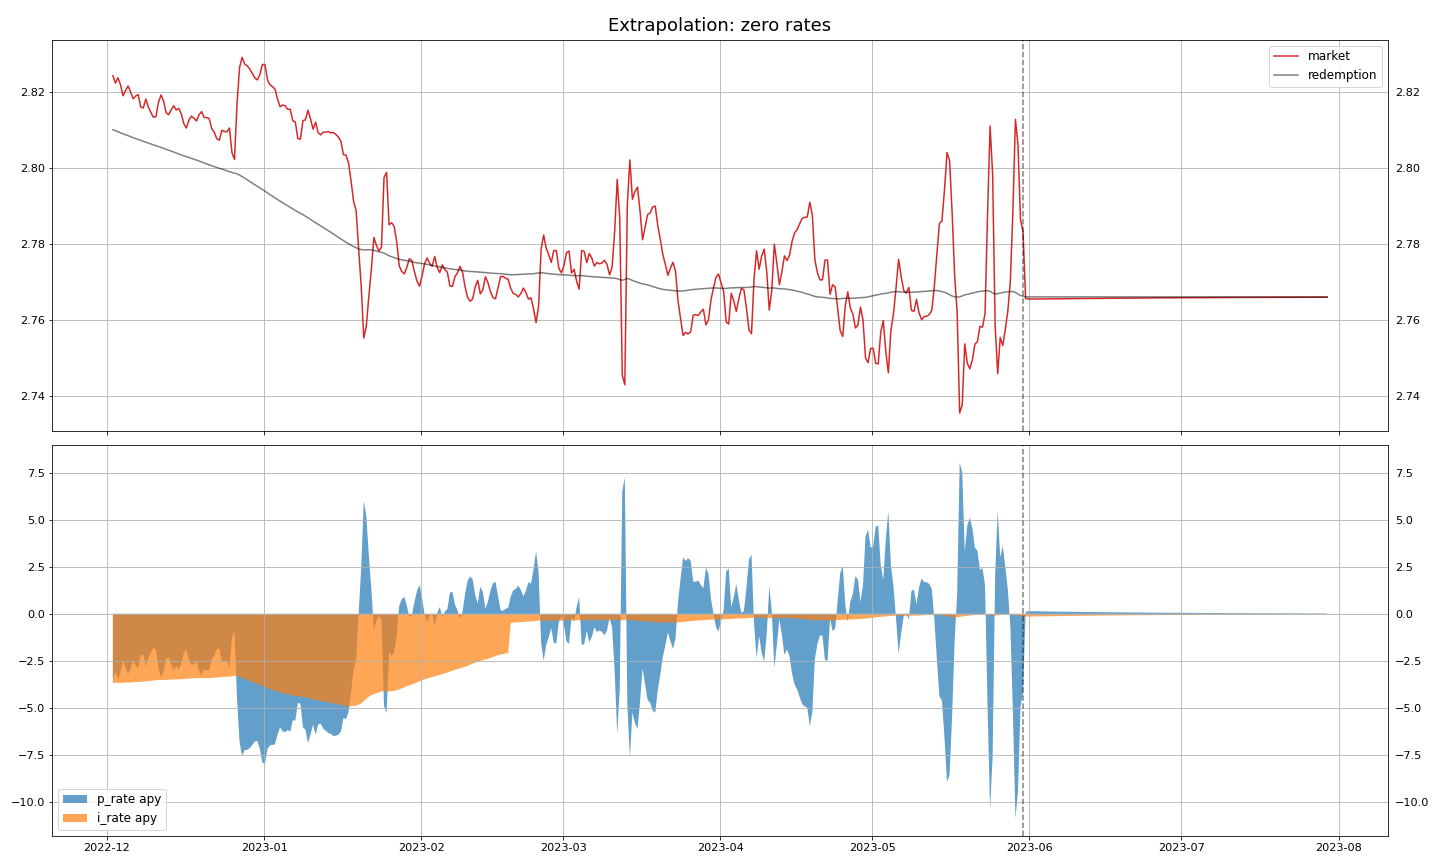 Extrapolation: zero rates
market
redemption
2.82 2.82
2.80 2.80
2.78 2.78
2.76 2.76
2.74 2.74
7.5 7.5
5.0 5.0
2.5 2.5
0.0 0.0
−2.5 −2.5
−5.0 −5.0
−7.5 −7.5
−10.0 −10.0
p_rate apy
i_rate apy
2022-12 2023-01 2023-02 2023-03 2023-04 2023-05 2023-06 2023-07 2023-08